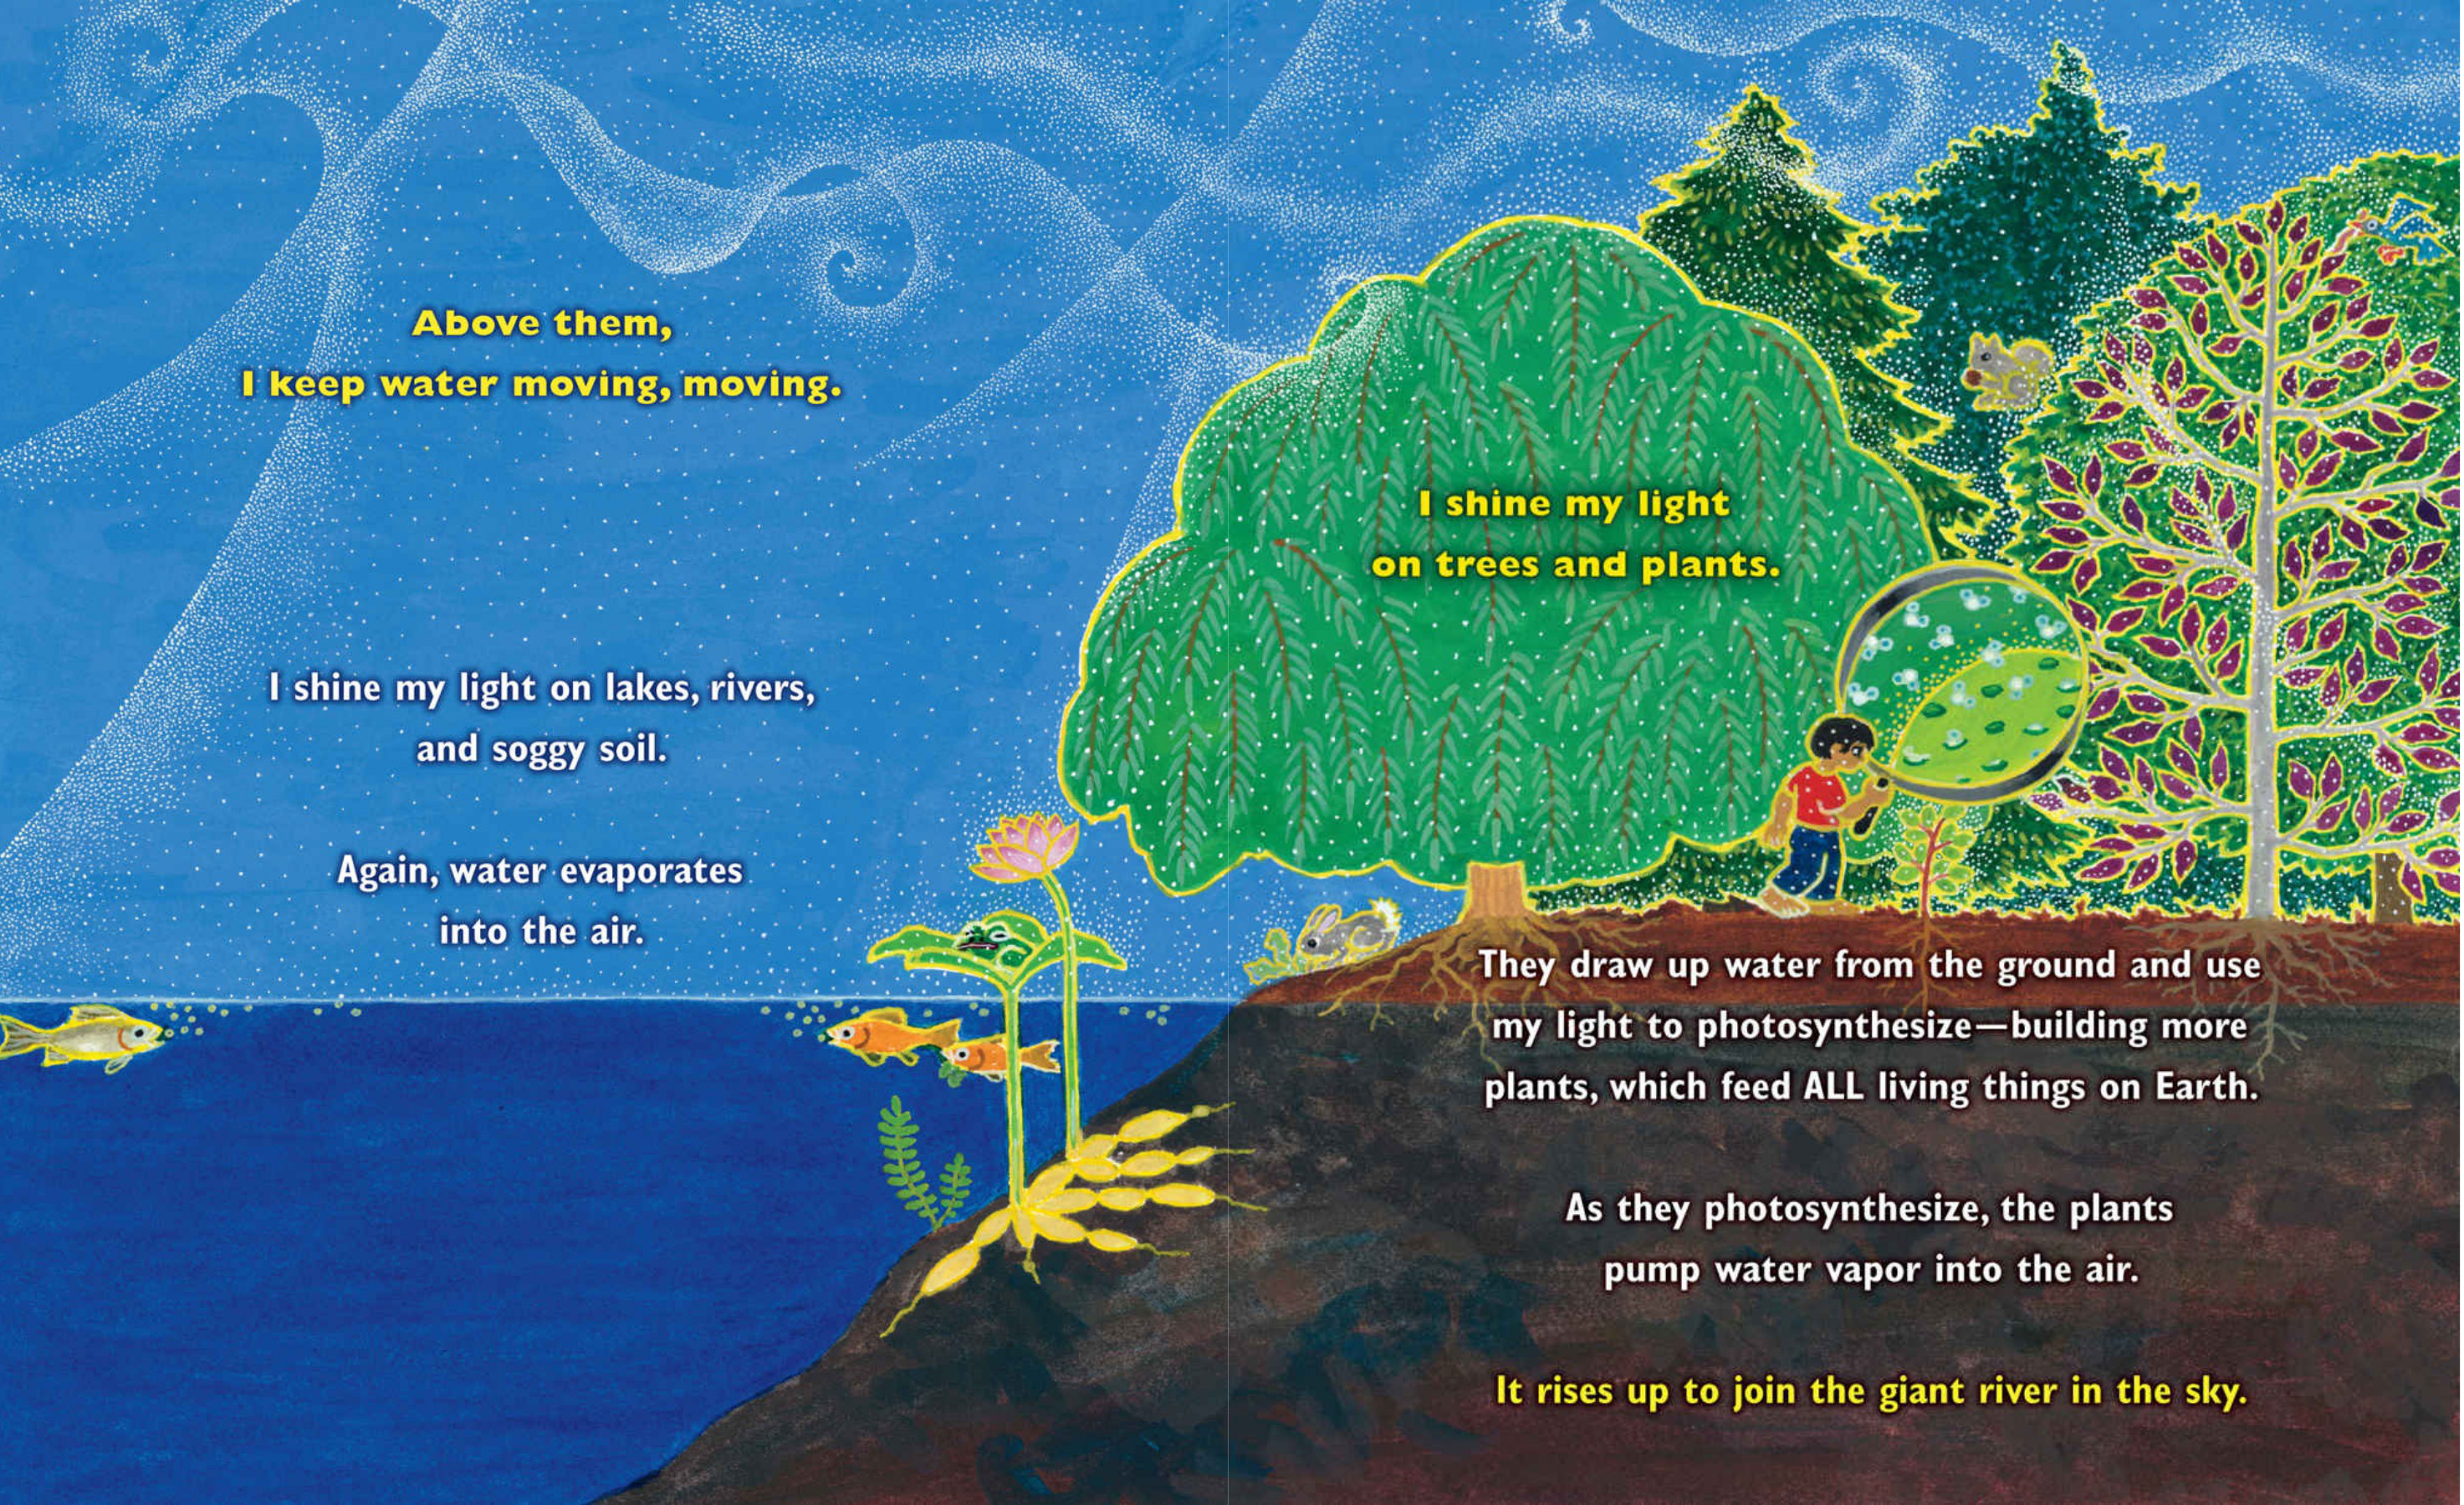 Above them,
I keep water moving, moving.
I shine my light on lakes, rivers,
and soggy soil.
Again, water evaporates
into the air.
I shine my light
on trees and plants.
They draw up water from the ground and use
my light to photosynthesize—building more
plants, which feed ALL living things on Earth.
As they photosynthesize, the plants
pump water vapor into the air.
It rises up to join the giant river in the sky.